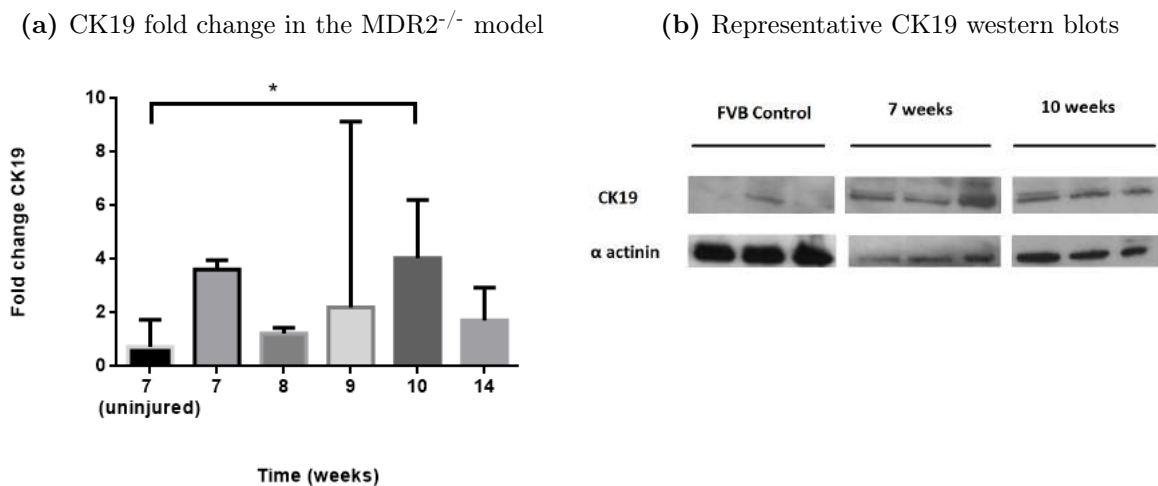 (a) CK19 fold change in the MDR2-/- model
(b) Representative CK19 western blots
*
10
8
6
4
2
0
Fold change CK19
7
(uninjured)
7
8
9
10
14
Time (weeks)
FVB Control
7 weeks
10 weeks
CK19
α actinin